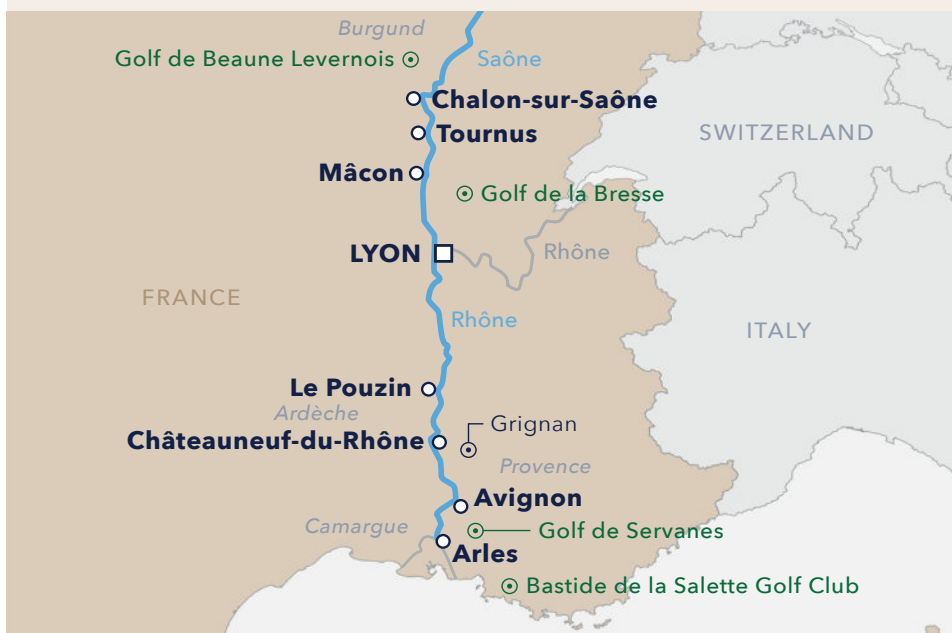 Burgund
Golf de Beaune Levernois
Saône
Chalon-sur-Saône
Tournus
SWITZERLAND
Mâcon
Golf de la Bresse
LYON
Rhône
FRANCE
Rhône
ITALY
Le Pouzin
Ardèche
Grignan
Châteauneuf-du-Rhône
Provence
Avignon
Camargue
Golf de Servanes
Arles
Bastide de la Salette Golf Club